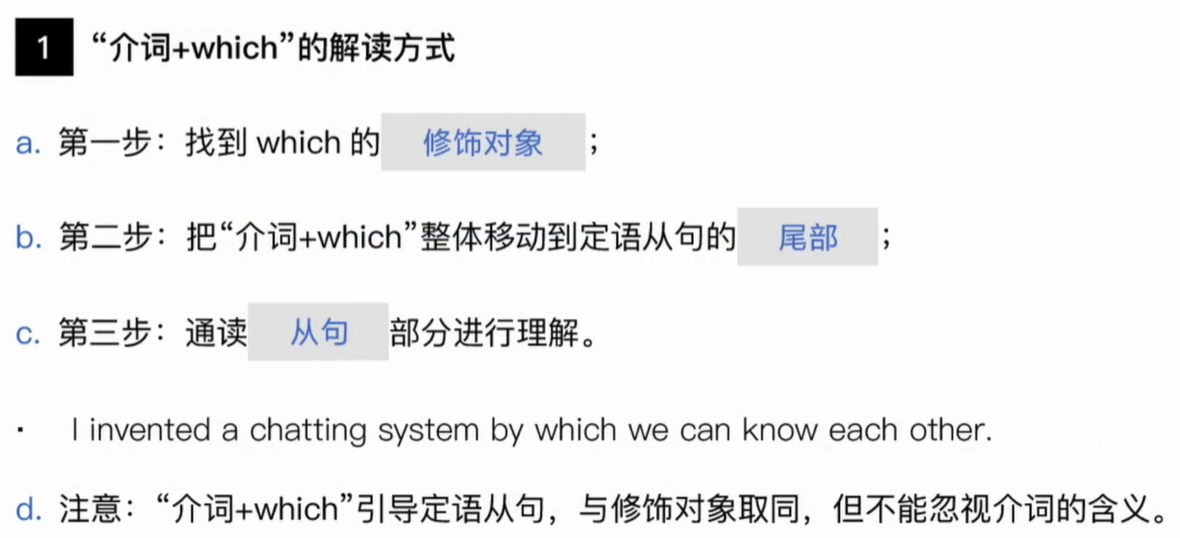 1 “介词+which”的解读方式
a. 第一步：找到 which 的 修饰对象 ；
b. 第二步：把“介词+which”整体移动到定语从句的 尾部 ；
c. 第三步：通读 从句 部分进行理解。
· I invented a chatting system by which we can know each other.
d. 注意：“介词+which”引导定语从句，与修饰对象取同，但不能忽视介词的含义。